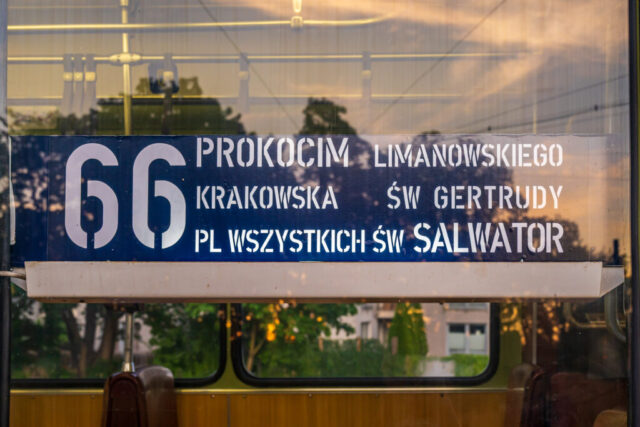 66
PROKOCIM LIMANOWSKIEGO
KRAKOWSKA ŚW GERTRUDY
PL WSZYSTKICH ŚW SALWATOR